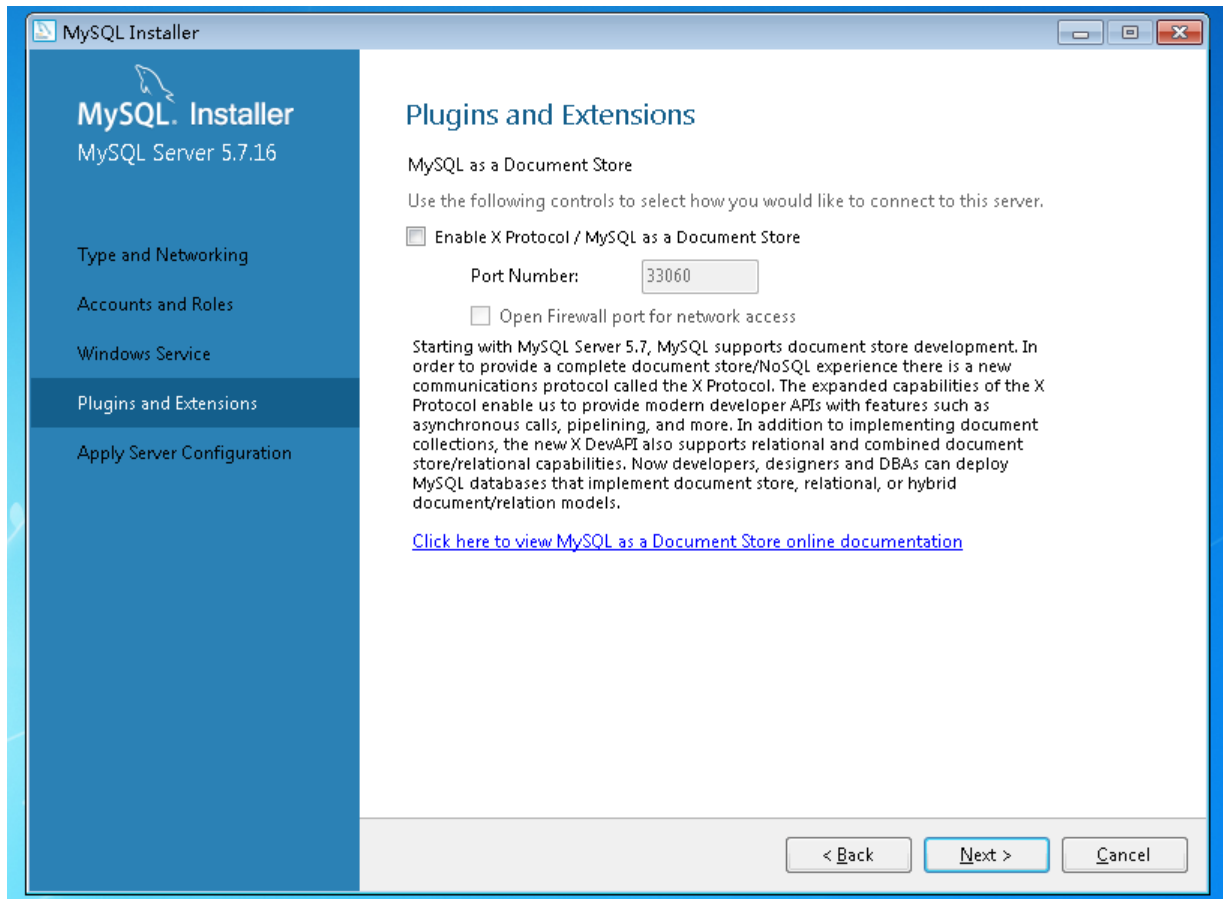 MySQL Installer
MySQL. Installer
MySQL Server 5.7.16
Type and Networking
Accounts and Roles
Windows Service
Plugins and Extensions
Apply Server Configuration
Plugins and Extensions
MySQL as a Document Store
Use the following controls to select how you would like to connect to this server.
Enable X Protocol / MySQL as a Document Store
Port Number: 33060
Open Firewall port for network access
Starting with MySQL Server 5.7, MySQL supports document store development. In
order to provide a complete document store/NoSQL experience there is a new
communications protocol called the X Protocol. The expanded capabilities of the X
Protocol enable us to provide modern developer APIs with features such as
asynchronous calls, pipelining, and more. In addition to implementing document
collections, the new X DevAPI also supports relational and combined document
store/relational capabilities. Now developers, designers and DBAs can deploy
MySQL databases that implement document store, relational, or hybrid
document/relation models.
Click here to view MySQL as a Document Store online documentation
< Back Next > Cancel